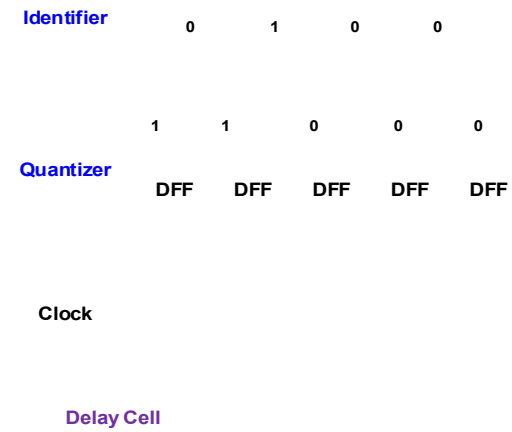 Identifier 0 1 0 0
1 1 0 0 0
Quantizer
DFF DFF DFF DFF DFF
Clock
Delay Cell